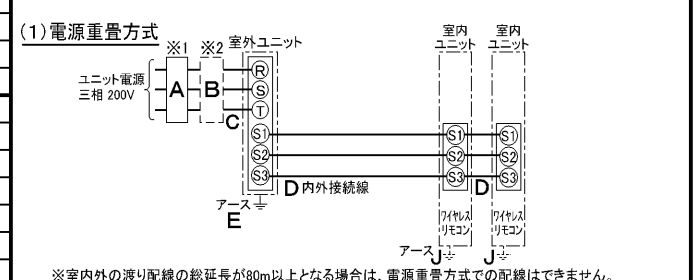 (1)電源重畳方式
※1 ※2 室外ユニット
室内ユニット 室内ユニット
ユニット電源
三相 200V
A B
R
S
T
C
S1 S1 S1
S2 S2 S2
S3 S3 D S3
D 内外接続線
アース
E
ワイヤレスリモコン ワイヤレスリモコン
アース J J
※室内外の渡り配線の総延長が80m以上となる場合は、電源重畳方式での配線はできません。